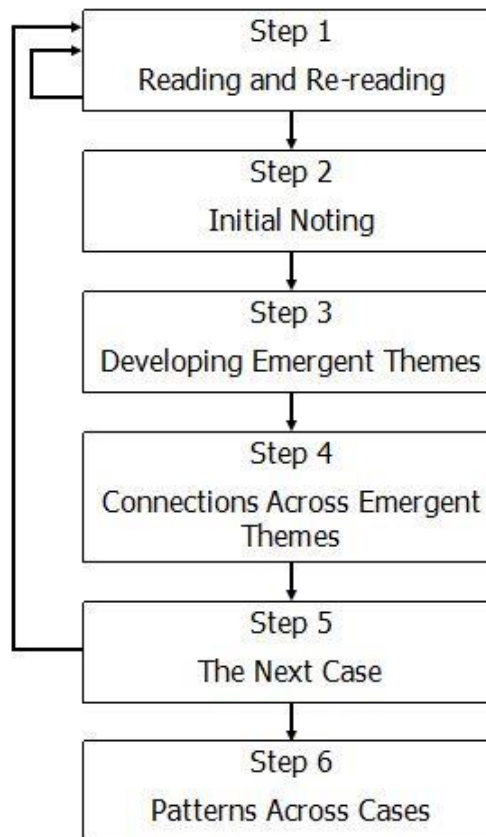 Step 1
Reading and Re-reading
Step 2
Initial Noting
Step 3
Developing Emergent Themes
Step 4
Connections Across Emergent
Themes
Step 5
The Next Case
Step 6
Patterns Across Cases